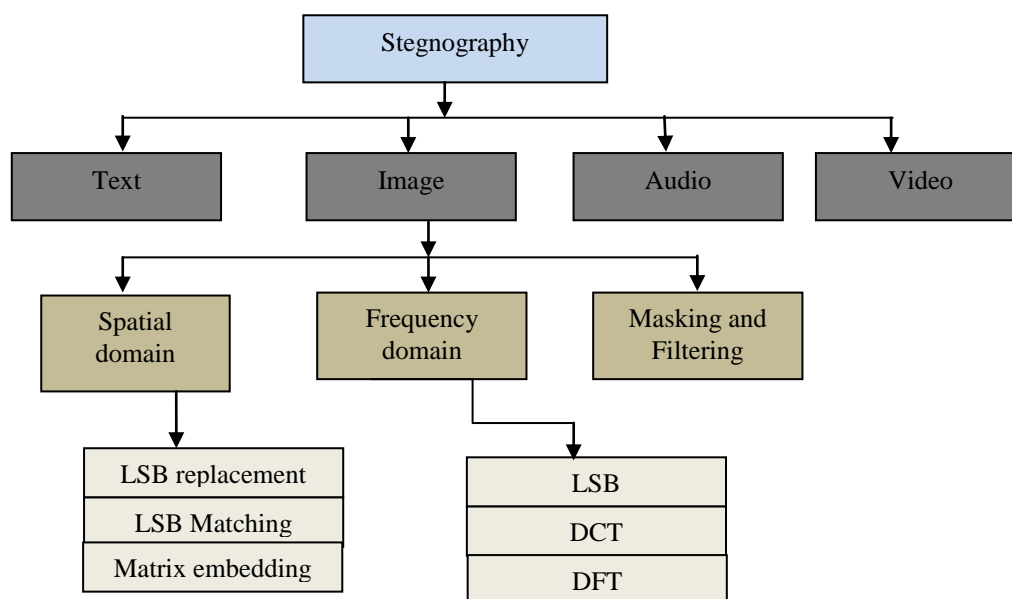 Stegnography
Text
Image
Audio
Video
Spatial
domain
Frequency
domain
Masking and
Filtering
LSB replacement
LSB Matching
Matrix embedding
LSB
DCT
DFT